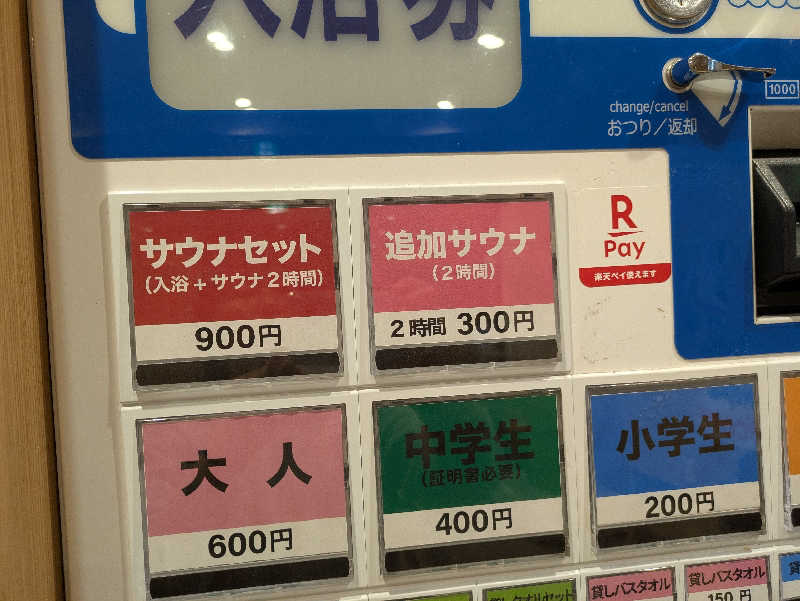 入浴券
change/cancel
おつり／返却
1000
サウナセット
（入浴＋サウナ２時間）
900円
追加サウナ
（２時間）
２時間 300円
R
Pay
楽天ペイ使えます
大 人
600円
中学生
（証明書必要）
400円
小学生
200円
貸しバスタオル
貸しバスタオル
150円